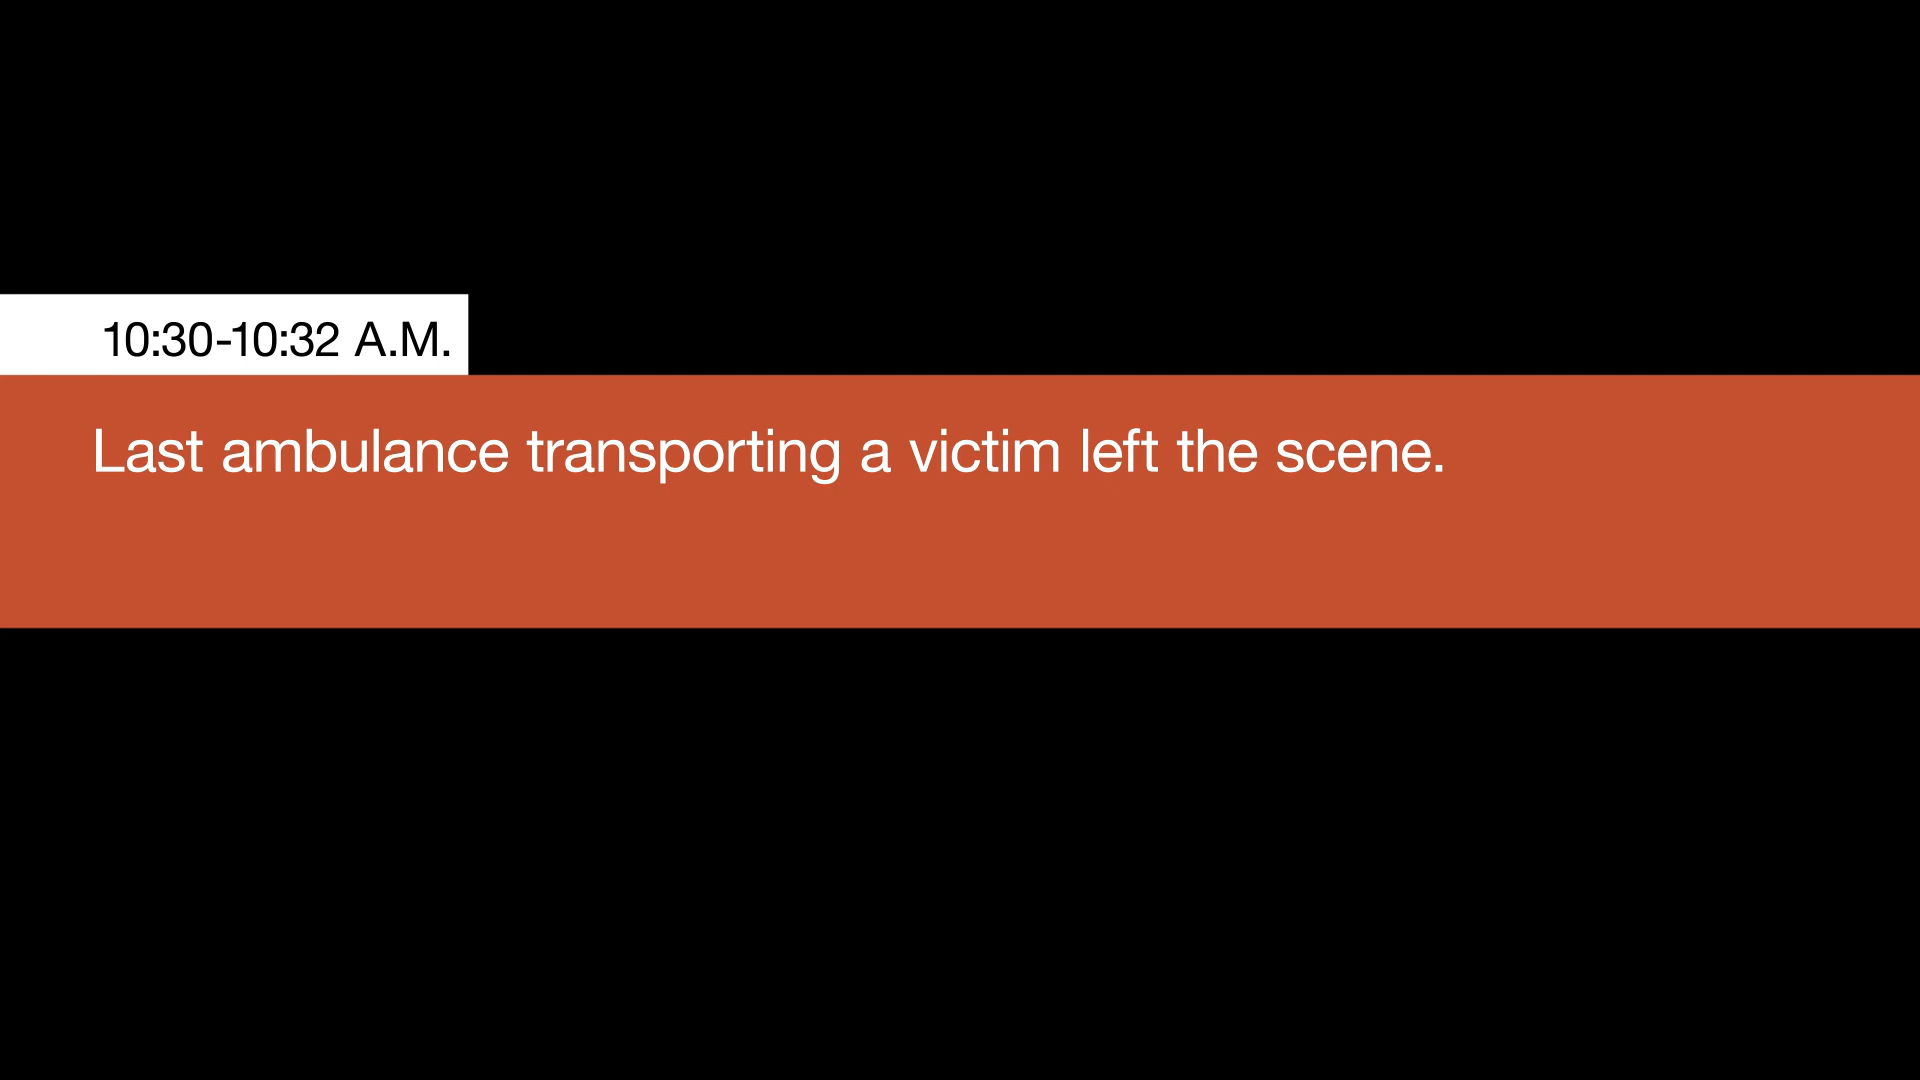 10:30-10:32 A.M.
Last ambulance transporting a victim left the scene.